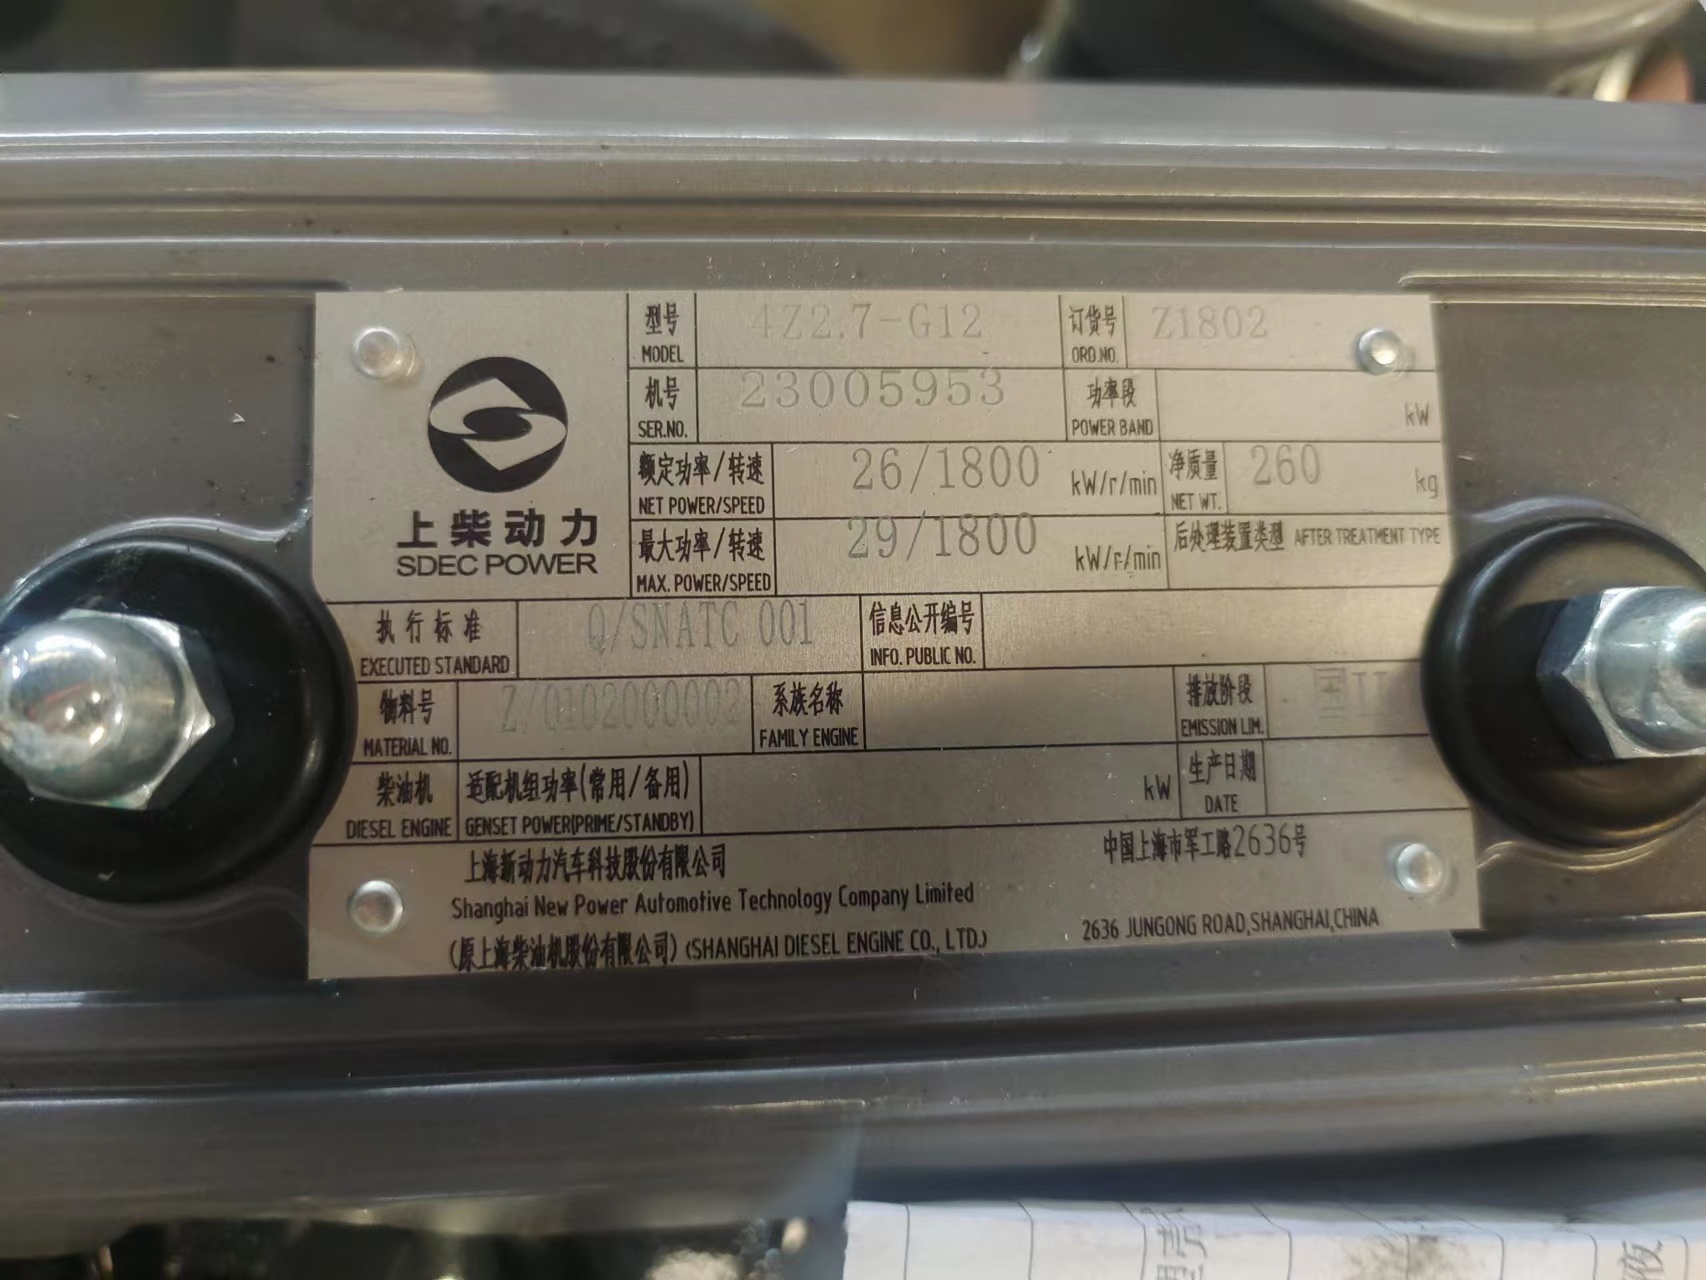 上柴动力
SDEC POWER
型号 MODEL 4Z2.7-G12
订货号 ORD.NO. Z1802
机号 SER.NO. 23005953
功率段 POWER BAND kW
额定功率/转速 NET POWER/SPEED 26/1800 kW/r/min
净质量 NET WT. 260 kg
最大功率/转速 MAX. POWER/SPEED 29/1800 kW/r/min
后处理装置类型 AFTER TREATMENT TYPE
执行标准 EXECUTED STANDARD Q/SNATC 001
信息公开编号 INFO. PUBLIC NO.
物料号 MATERIAL NO. Z/0102000002
系族名称 FAMILY ENGINE
排放阶段 EMISSION LIM. 国II
柴油机 DIESEL ENGINE
适配机组功率(常用/备用) GENSET POWER(PRIME/STANDBY) kW
生产日期 DATE
上海新动力汽车科技股份有限公司
中国上海市军工路2636号
Shanghai New Power Automotive Technology Company Limited
(原上海柴油机股份有限公司) (SHANGHAI DIESEL ENGINE CO., LTD.)
2636 JUNGONG ROAD,SHANGHAI,CHINA